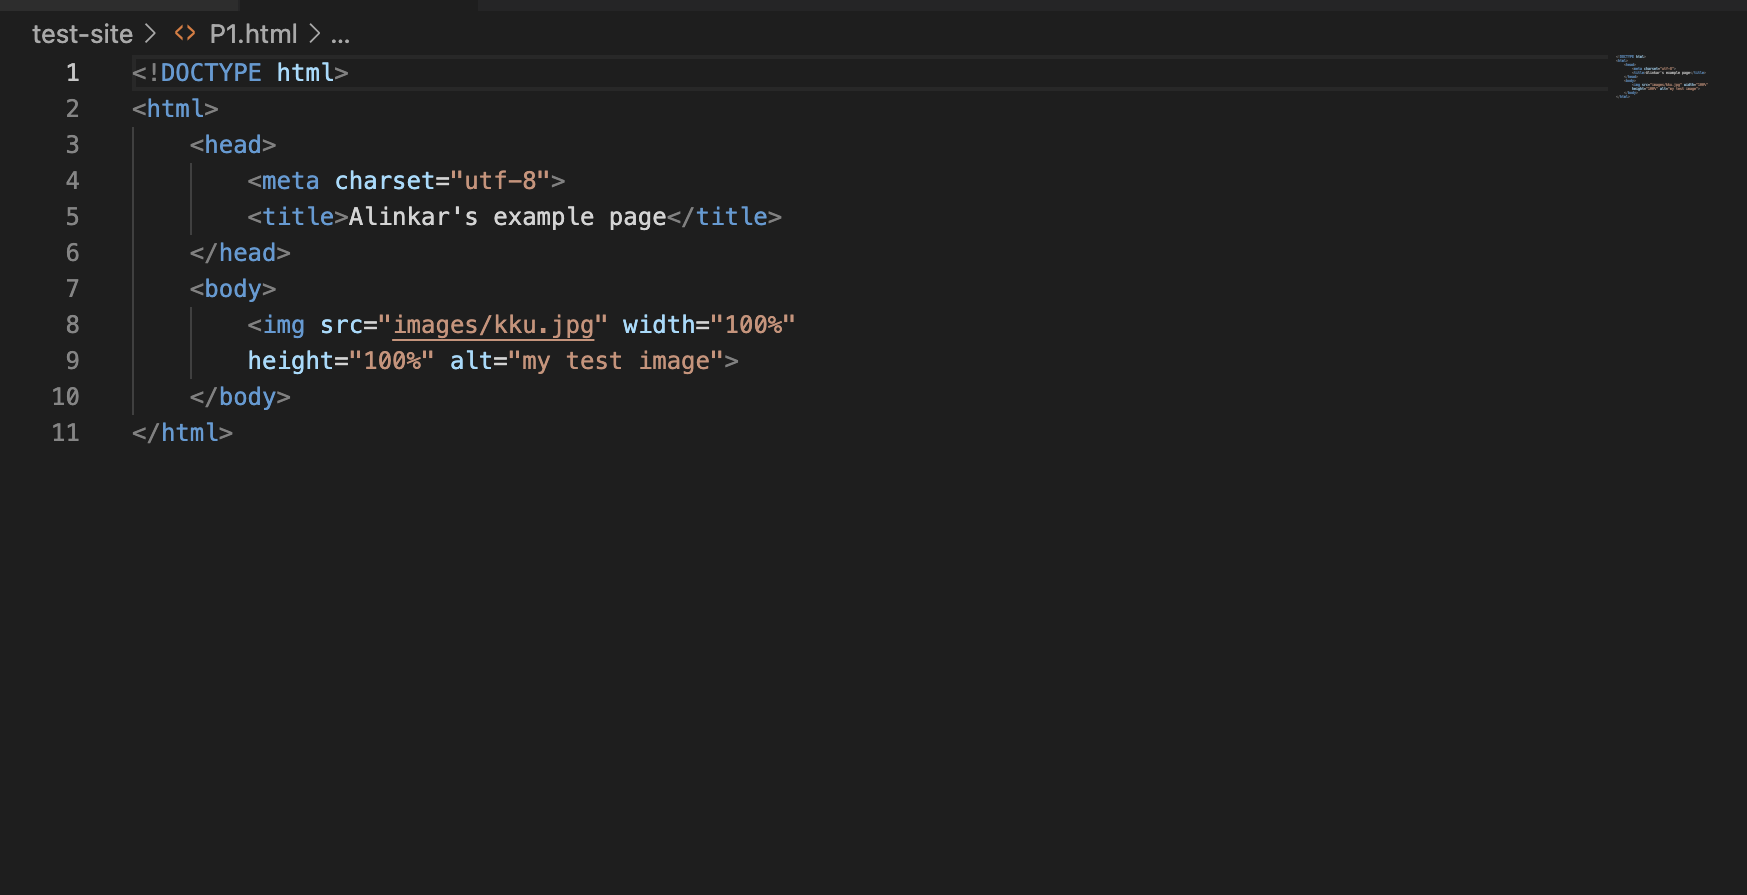 test-site > <> P1.html > ...
1 <!DOCTYPE html>
2 <html>
3     <head>
4         <meta charset="utf-8">
5         <title>Alinkar's example page</title>
6     </head>
7     <body>
8         <img src="images/kku.jpg" width="100%"
9         height="100%" alt="my test image">
10     </body>
11 </html>